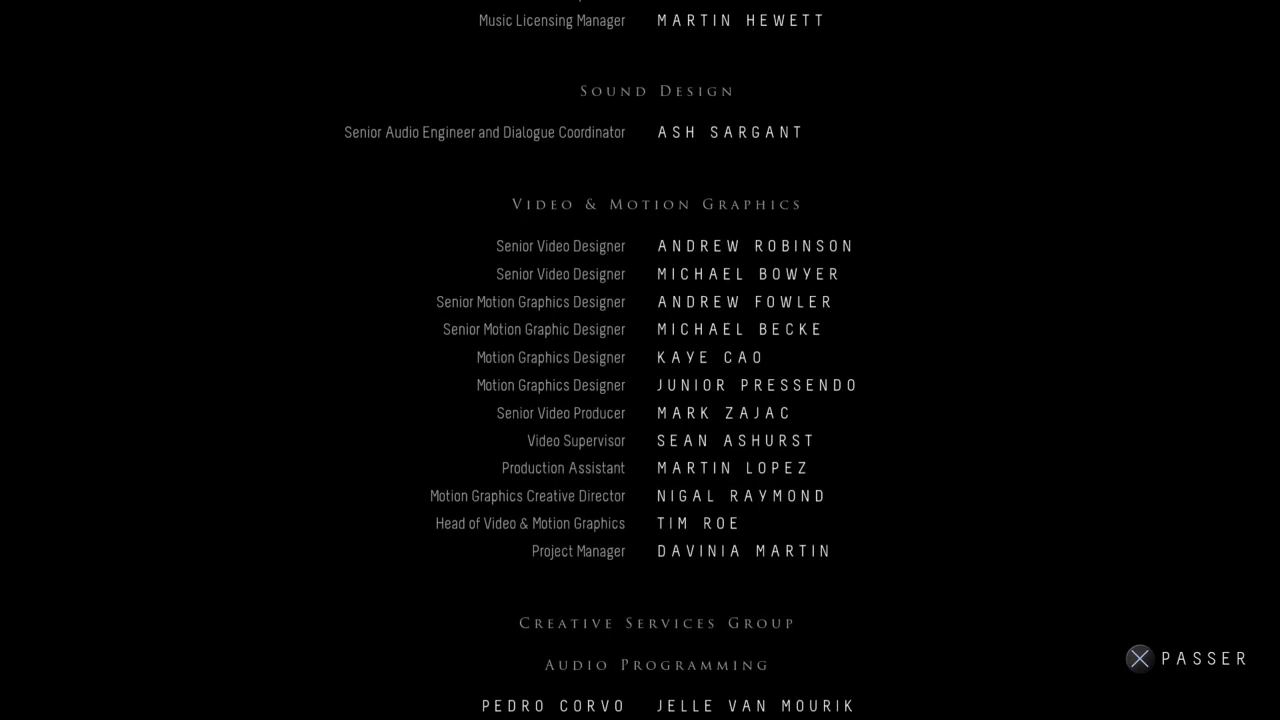 Music Licensing Manager MARTIN HEWETT
SOUND DESIGN
Senior Audio Engineer and Dialogue Coordinator ASH SARGANT
VIDEO & MOTION GRAPHICS
Senior Video Designer ANDREW ROBINSON
Senior Video Designer MICHAEL BOWYER
Senior Motion Graphics Designer ANDREW FOWLER
Senior Motion Graphic Designer MICHAEL BECKE
Motion Graphics Designer KAYE CAO
Motion Graphics Designer JUNIOR PRESSENDO
Senior Video Producer MARK ZAJAC
Video Supervisor SEAN ASHURST
Production Assistant MARTIN LOPEZ
Motion Graphics Creative Director NIGAL RAYMOND
Head of Video & Motion Graphics TIM ROE
Project Manager DAVINIA MARTIN
CREATIVE SERVICES GROUP
PASSER
AUDIO PROGRAMMING
PEDRO CORVO JELLE VAN MOURIK